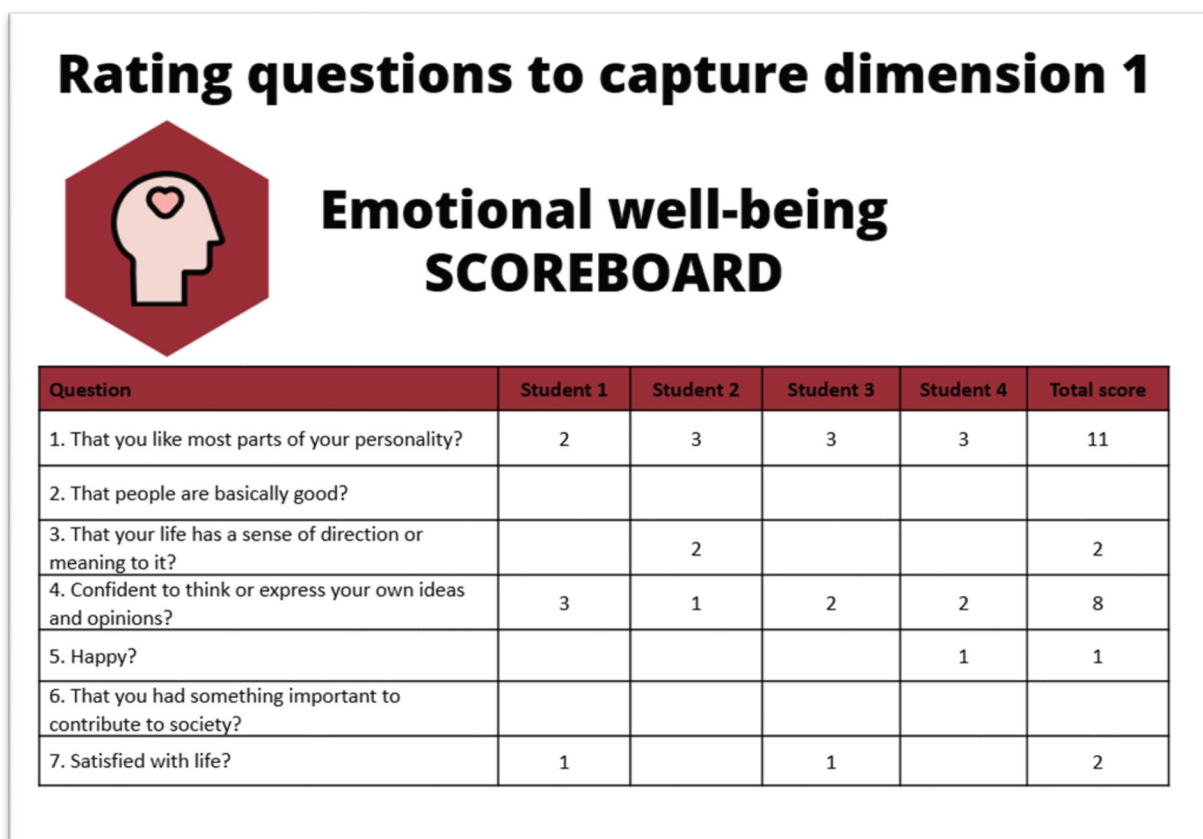 Rating questions to capture dimension 1
Emotional well-being
SCOREBOARD
Question Student 1 Student 2 Student 3 Student 4 Total score
1. That you like most parts of your personality? 2 3 3 3 11
2. That people are basically good?
3. That your life has a sense of direction or
meaning to it? 2 2
4. Confident to think or express your own ideas
and opinions? 3 1 2 2 8
5. Happy? 1 1
6. That you had something important to
contribute to society?
7. Satisfied with life? 1 1 2